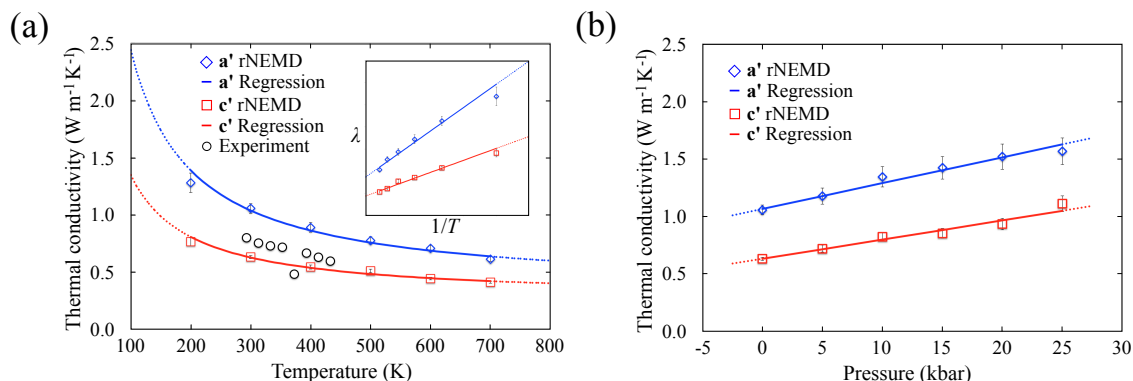 (a)
Thermal conductivity (W m⁻¹ K⁻¹)
2.5
2.0
1.5
1.0
0.5
0.0
a' rNEMD
a' Regression
c' rNEMD
c' Regression
Experiment
λ
1/T
100 200 300 400 500 600 700 800
Temperature (K)
(b)
Thermal conductivity (W m⁻¹ K⁻¹)
2.5
2.0
1.5
1.0
0.5
0.0
a' rNEMD
a' Regression
c' rNEMD
c' Regression
-5 0 5 10 15 20 25 30
Pressure (kbar)